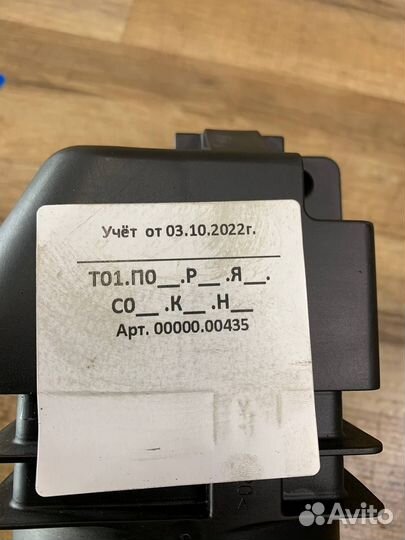 Учёт от 03.10.2022г.
Т01.П0__.Р__.Я__.
С0__.К__.Н__
Арт. 00000.00435
Avito